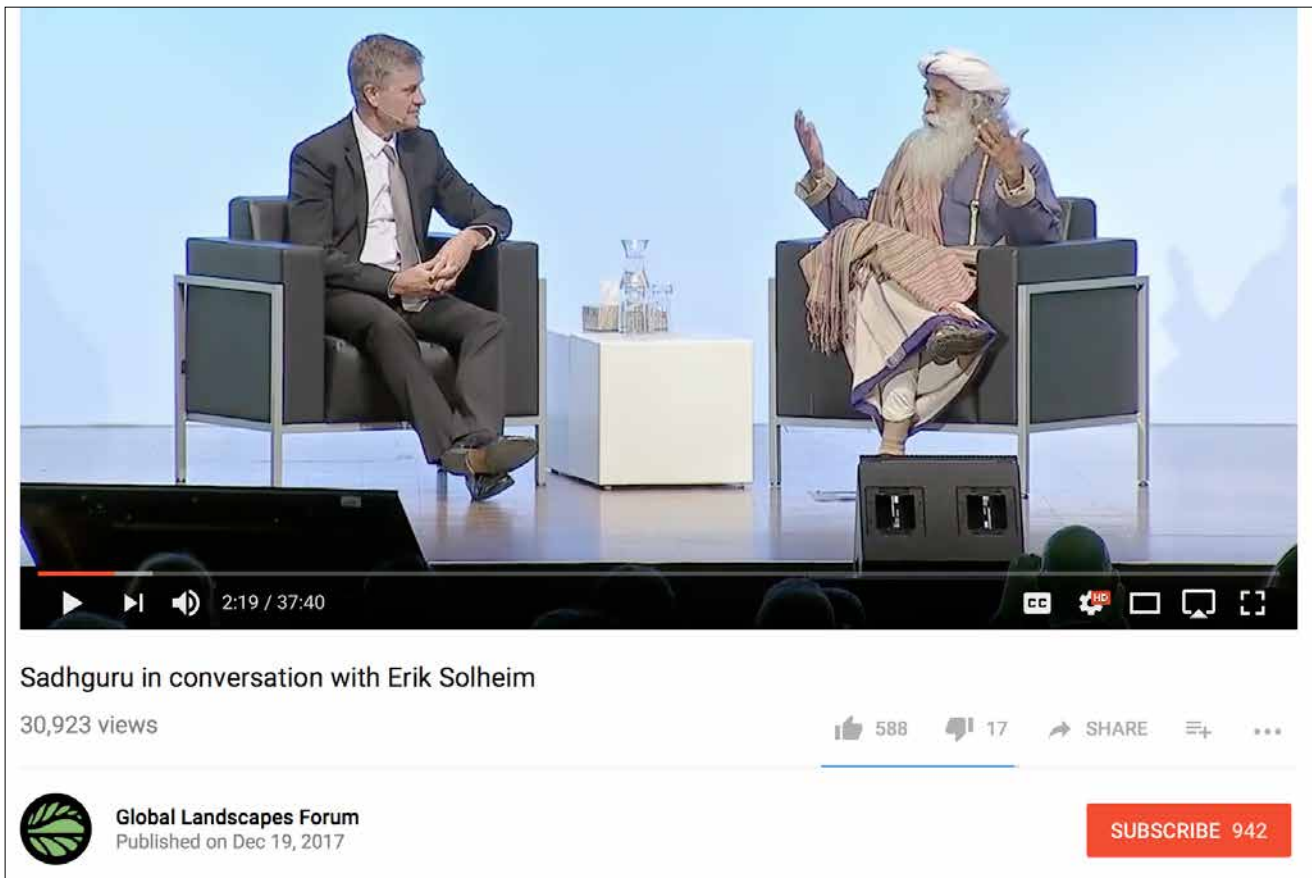 2:19 / 37:40
CC
HD
Sadhguru in conversation with Erik Solheim
30,923 views
588
17
SHARE
Global Landscapes Forum
Published on Dec 19, 2017
SUBSCRIBE 942